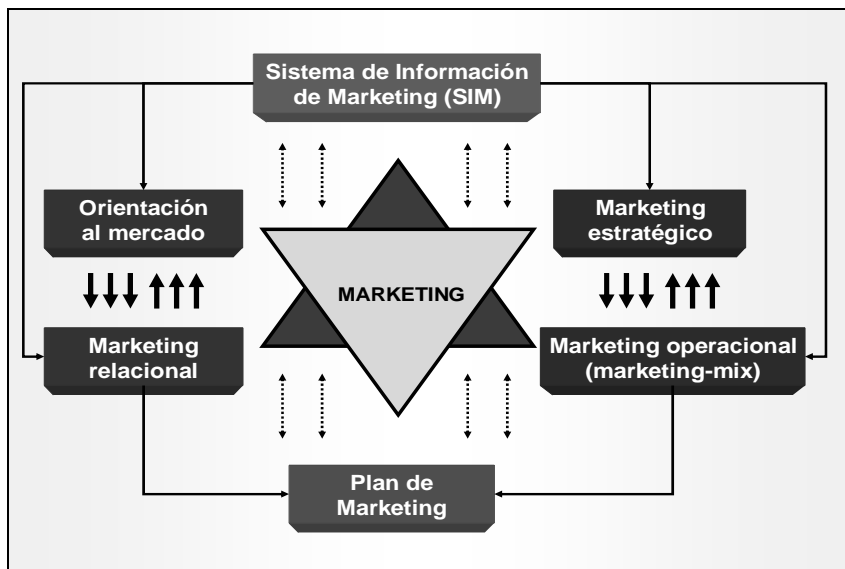 Sistema de Información
de Marketing (SIM)
Orientación
al mercado
Marketing
estratégico
MARKETING
Marketing
relacional
Marketing operacional
(marketing-mix)
Plan de
Marketing